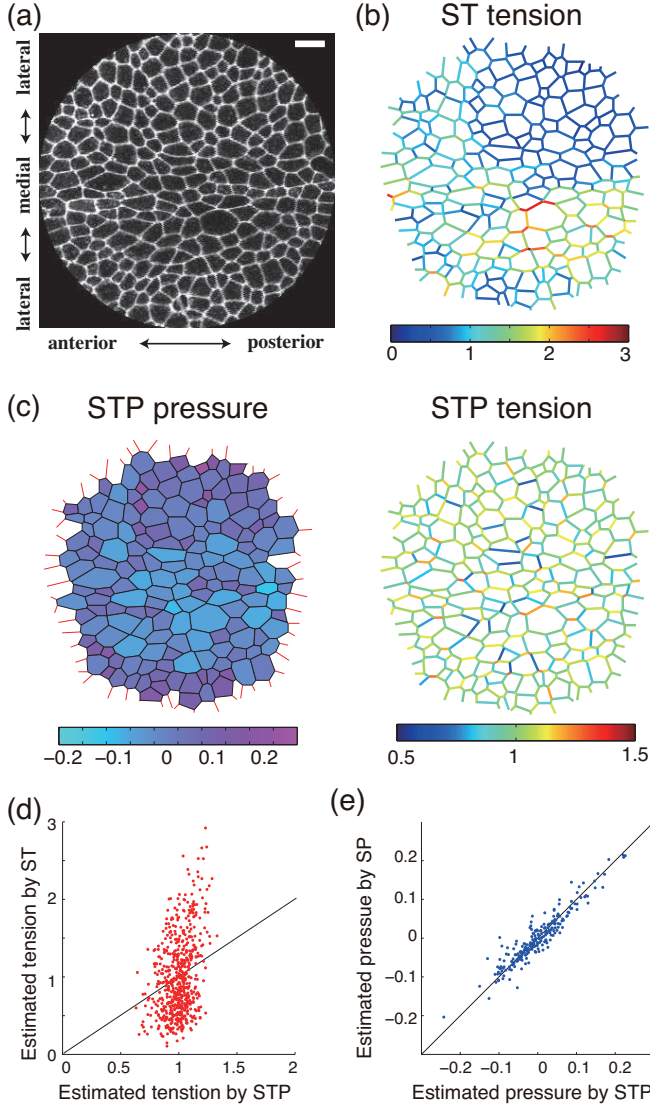 (a)
lateral
medial
lateral
anterior
posterior
(b)
ST tension
0 1 2 3
(c)
STP pressure
−0.2 −0.1 0 0.1 0.2
STP tension
0.5 1 1.5
(d)
Estimated tension by ST
3
2
1
0
0 0.5 1 1.5 2
Estimated tenstion by STP
(e)
Estimated pressue by SP
0.2
0.1
0
−0.1
−0.2
−0.2 −0.1 0 0.1 0.2
Estimated pressure by STP